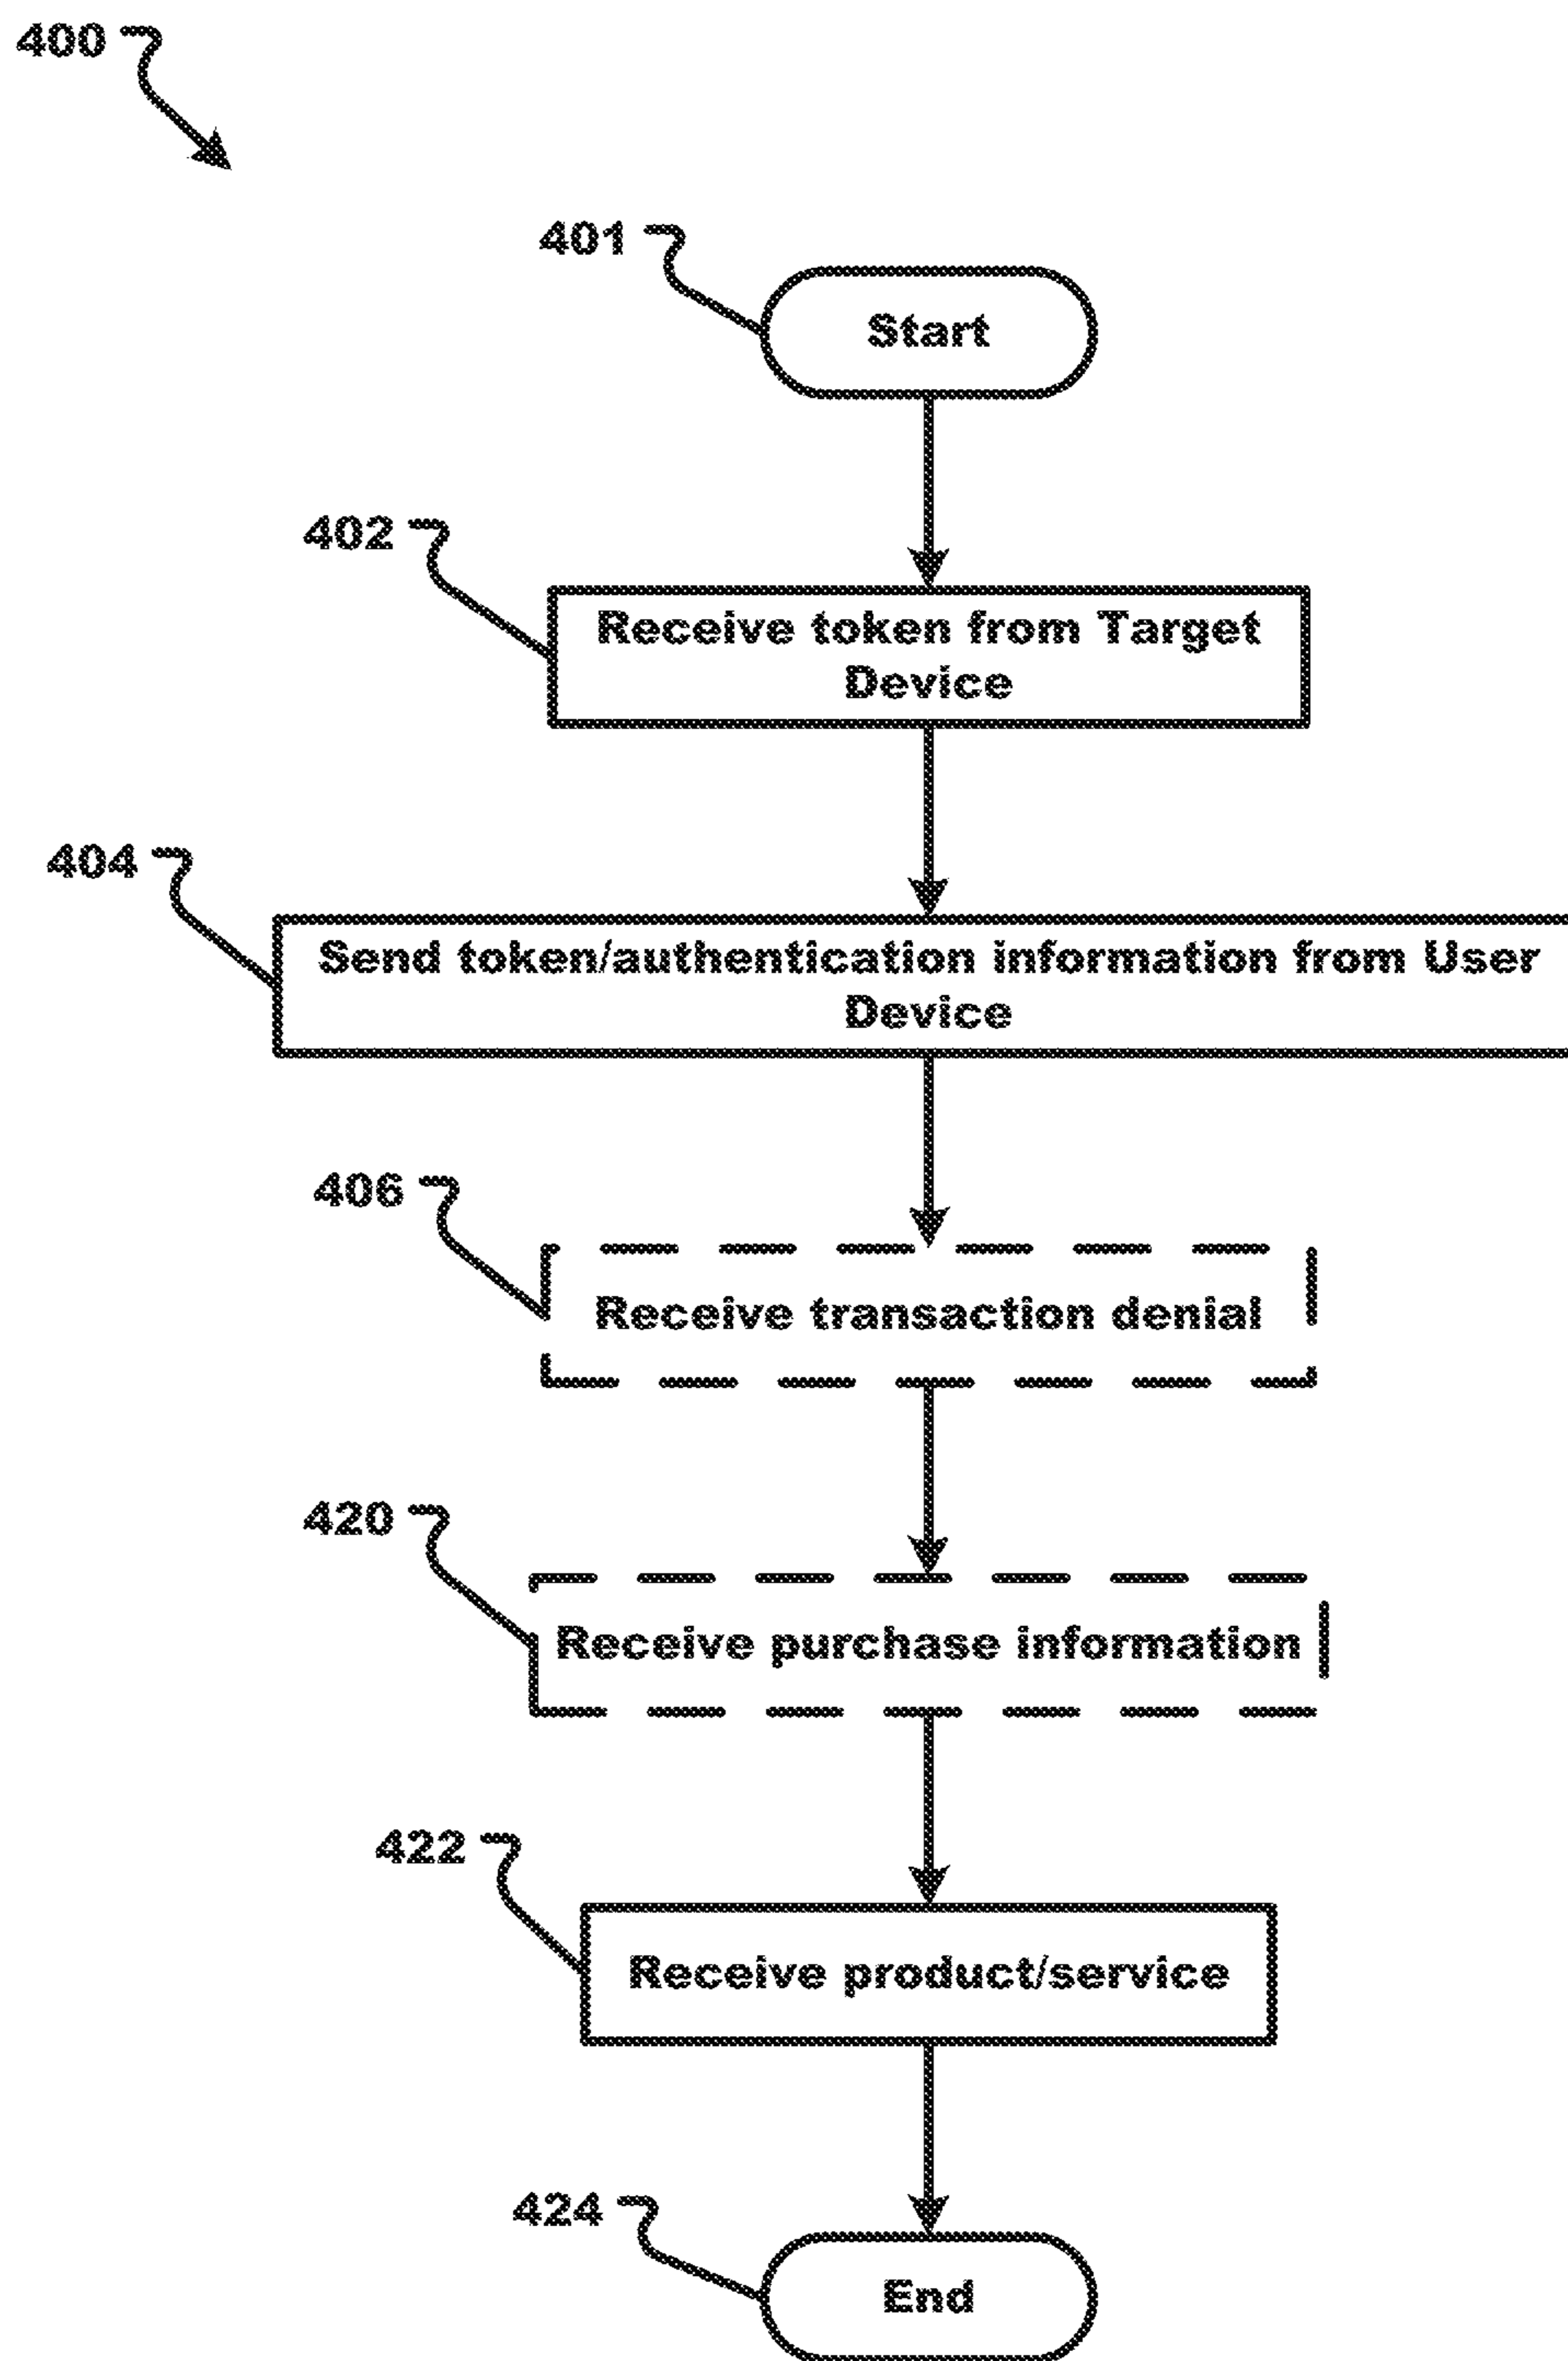 400
401
Start
402
Receive token from Target
Device
404
Send token/authentication information from User
Device
406
Receive transaction denial
420
Receive purchase information
422
Receive product/service
424
End